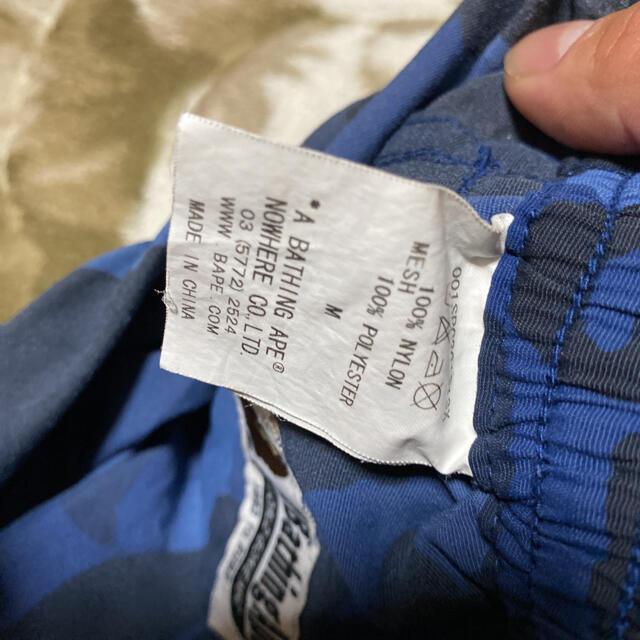 100% NYLON
MESH 100% POLYESTER
M
*A BATHING APE®
NOWHERE CO.,LTD.
03 (5772) 2524
WWW. BAPE. COM
MADE IN CHINA
Bathing